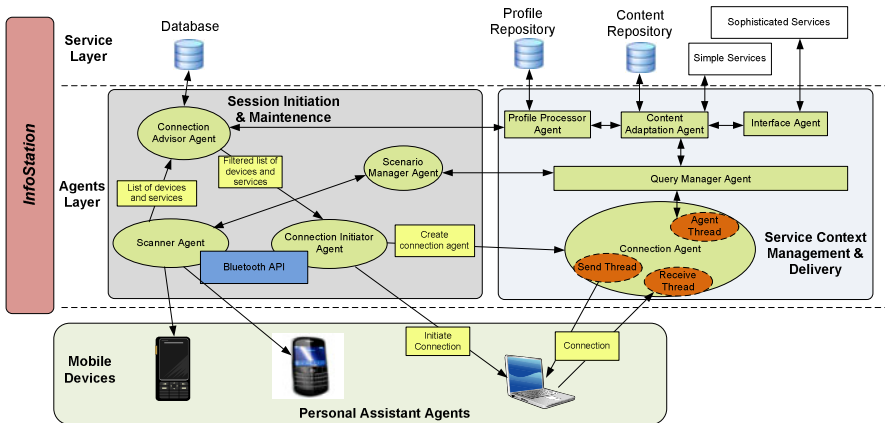 InfoStation
Service
Layer
Database
Profile
Repository
Content
Repository
Sophisticated Services
Simple Services
Agents
Layer
Session Initiation
& Maintenence
Connection
Advisor Agent
List of devices
and services
Filtered list of
devices and
services
Scenario
Manager Agent
Scanner Agent
Connection Initiator
Agent
Bluetooth API
Create
connection agent
Profile Processor
Agent
Content
Adaptation Agent
Interface Agent
Query Manager Agent
Agent
Thread
Connection Agent
Send Thread
Receive
Thread
Service Context
Management &
Delivery
Mobile
Devices
Initiate
Connection
Connection
Personal Assistant Agents